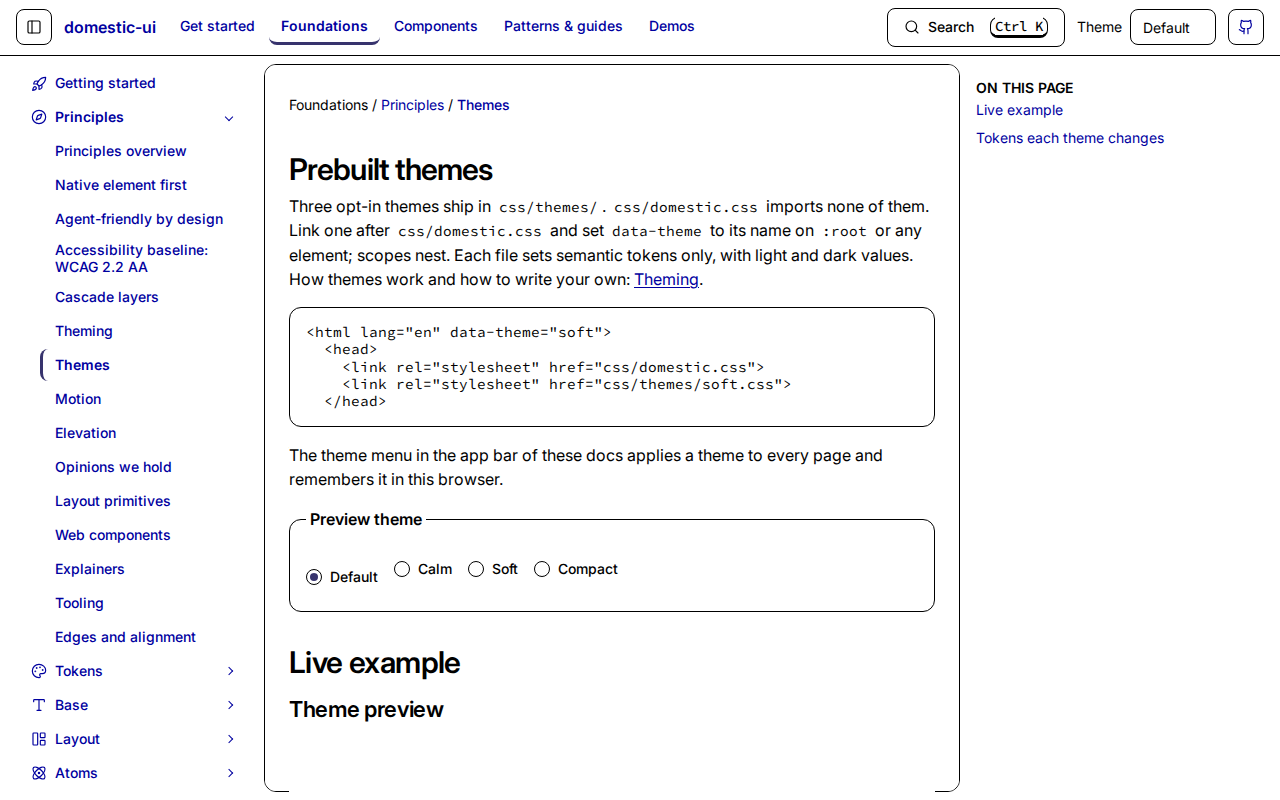 domestic-ui
Get started
Foundations
Components
Patterns & guides
Demos
Search Ctrl K
Theme
Default
Getting started
Principles
Principles overview
Native element first
Agent-friendly by design
Accessibility baseline:
WCAG 2.2 AA
Cascade layers
Theming
Themes
Motion
Elevation
Opinions we hold
Layout primitives
Web components
Explainers
Tooling
Edges and alignment
Tokens
Base
Layout
Atoms
Foundations / Principles / Themes
Prebuilt themes
Three opt-in themes ship in css/themes/. css/domestic.css imports none of them.
Link one after css/domestic.css and set data-theme to its name on :root or any
element; scopes nest. Each file sets semantic tokens only, with light and dark values.
How themes work and how to write your own: Theming.
<html lang="en" data-theme="soft">
  <head>
    <link rel="stylesheet" href="css/domestic.css">
    <link rel="stylesheet" href="css/themes/soft.css">
  </head>
The theme menu in the app bar of these docs applies a theme to every page and
remembers it in this browser.
Preview theme
Default
Calm
Soft
Compact
Live example
Theme preview
ON THIS PAGE
Live example
Tokens each theme changes